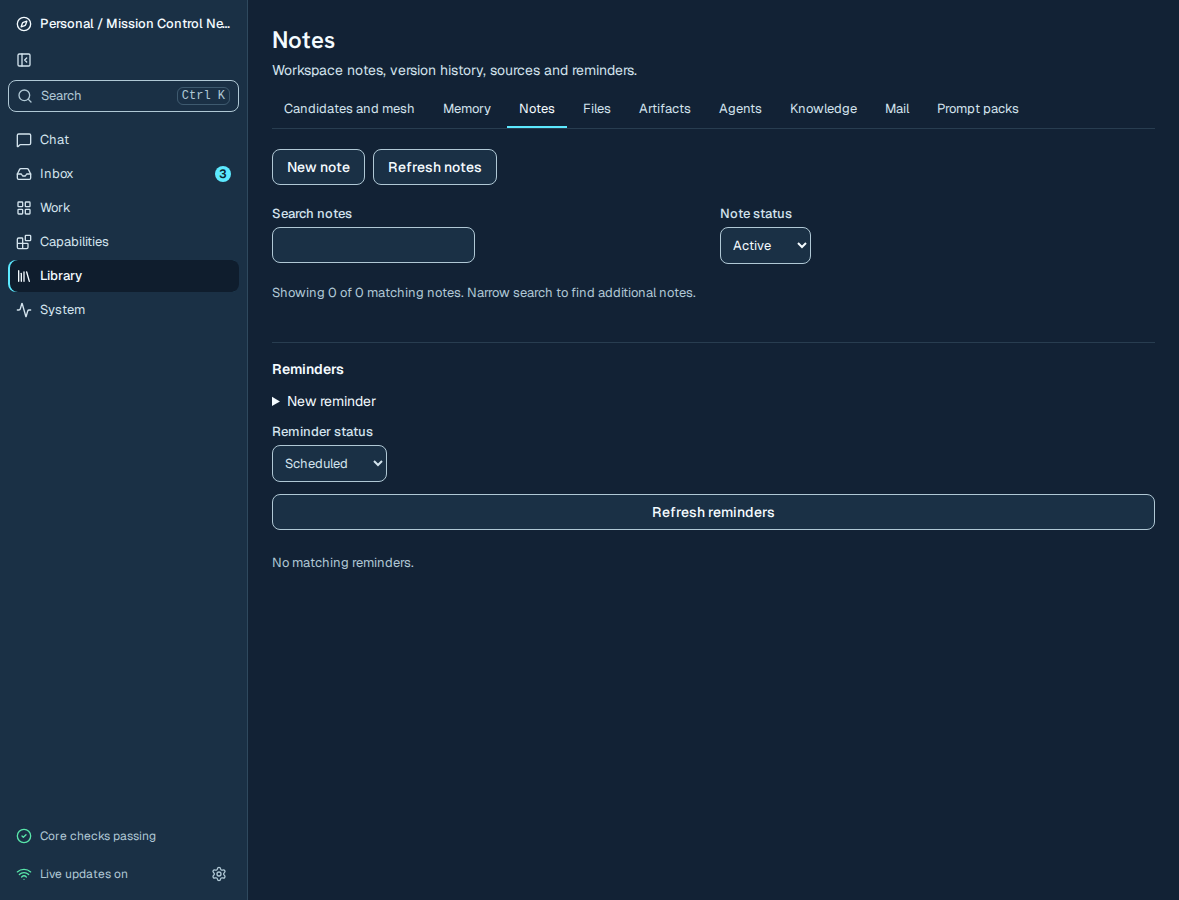 Personal / Mission Control Ne...
Search
Ctrl K
Chat
Inbox
3
Work
Capabilities
Library
System
Core checks passing
Live updates on
Notes
Workspace notes, version history, sources and reminders.
Candidates and mesh
Memory
Notes
Files
Artifacts
Agents
Knowledge
Mail
Prompt packs
New note
Refresh notes
Search notes
Note status
Active
Showing 0 of 0 matching notes. Narrow search to find additional notes.
Reminders
New reminder
Reminder status
Scheduled
Refresh reminders
No matching reminders.